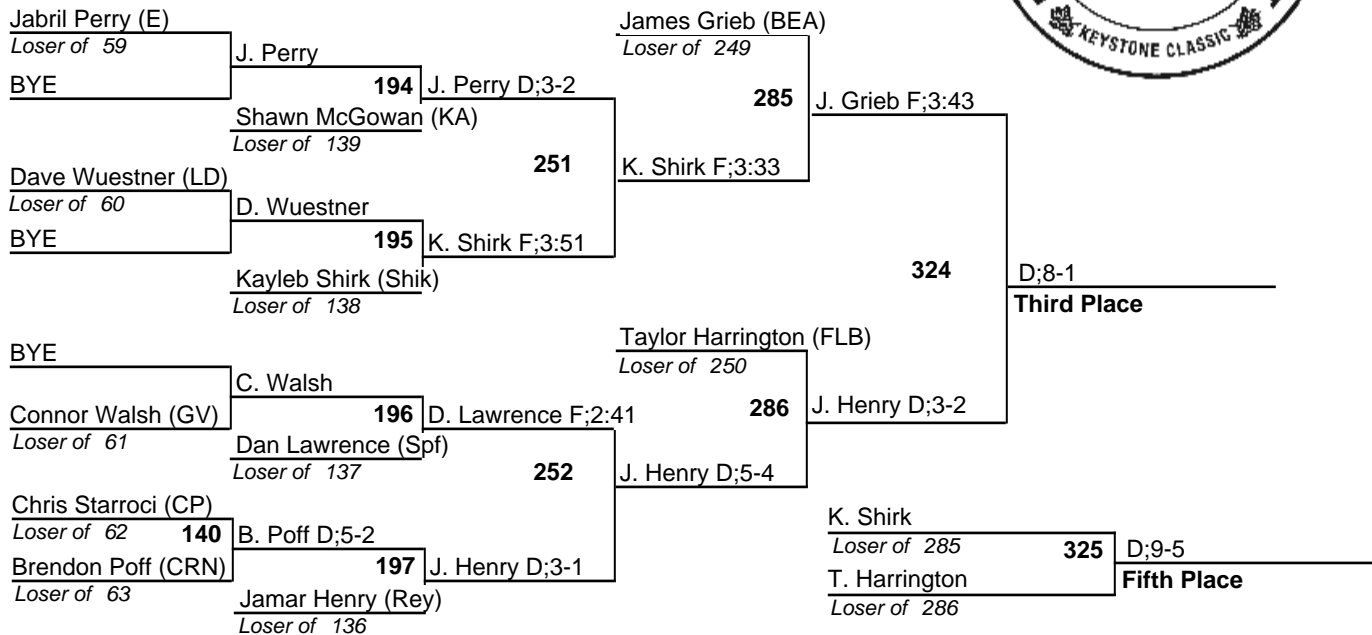 Jabril Perry (E)
Loser of 59
BYE
J. Perry
194
Shawn McGowan (KA)
Loser of 139
J. Perry D;3-2
Dave Wuestner (LD)
Loser of 60
BYE
D. Wuestner
195
Kayleb Shirk (Shik)
Loser of 138
K. Shirk F;3:51
251
James Grieb (BEA)
Loser of 249
285
K. Shirk F;3:33
J. Grieb F;3:43
KEYSTONE CLASSIC
BYE
Connor Walsh (GV)
Loser of 61
C. Walsh
196
Dan Lawrence (Spf)
Loser of 137
D. Lawrence F;2:41
Chris Starroci (CP)
Loser of 62
140
Brendon Poff (CRN)
Loser of 63
B. Poff D;5-2
197
Jamar Henry (Rey)
Loser of 136
J. Henry D;3-1
252
Taylor Harrington (FLB)
Loser of 250
286
J. Henry D;5-4
J. Henry D;3-2
324
D;8-1
Third Place
K. Shirk
Loser of 285
325
T. Harrington
Loser of 286
D;9-5
Fifth Place